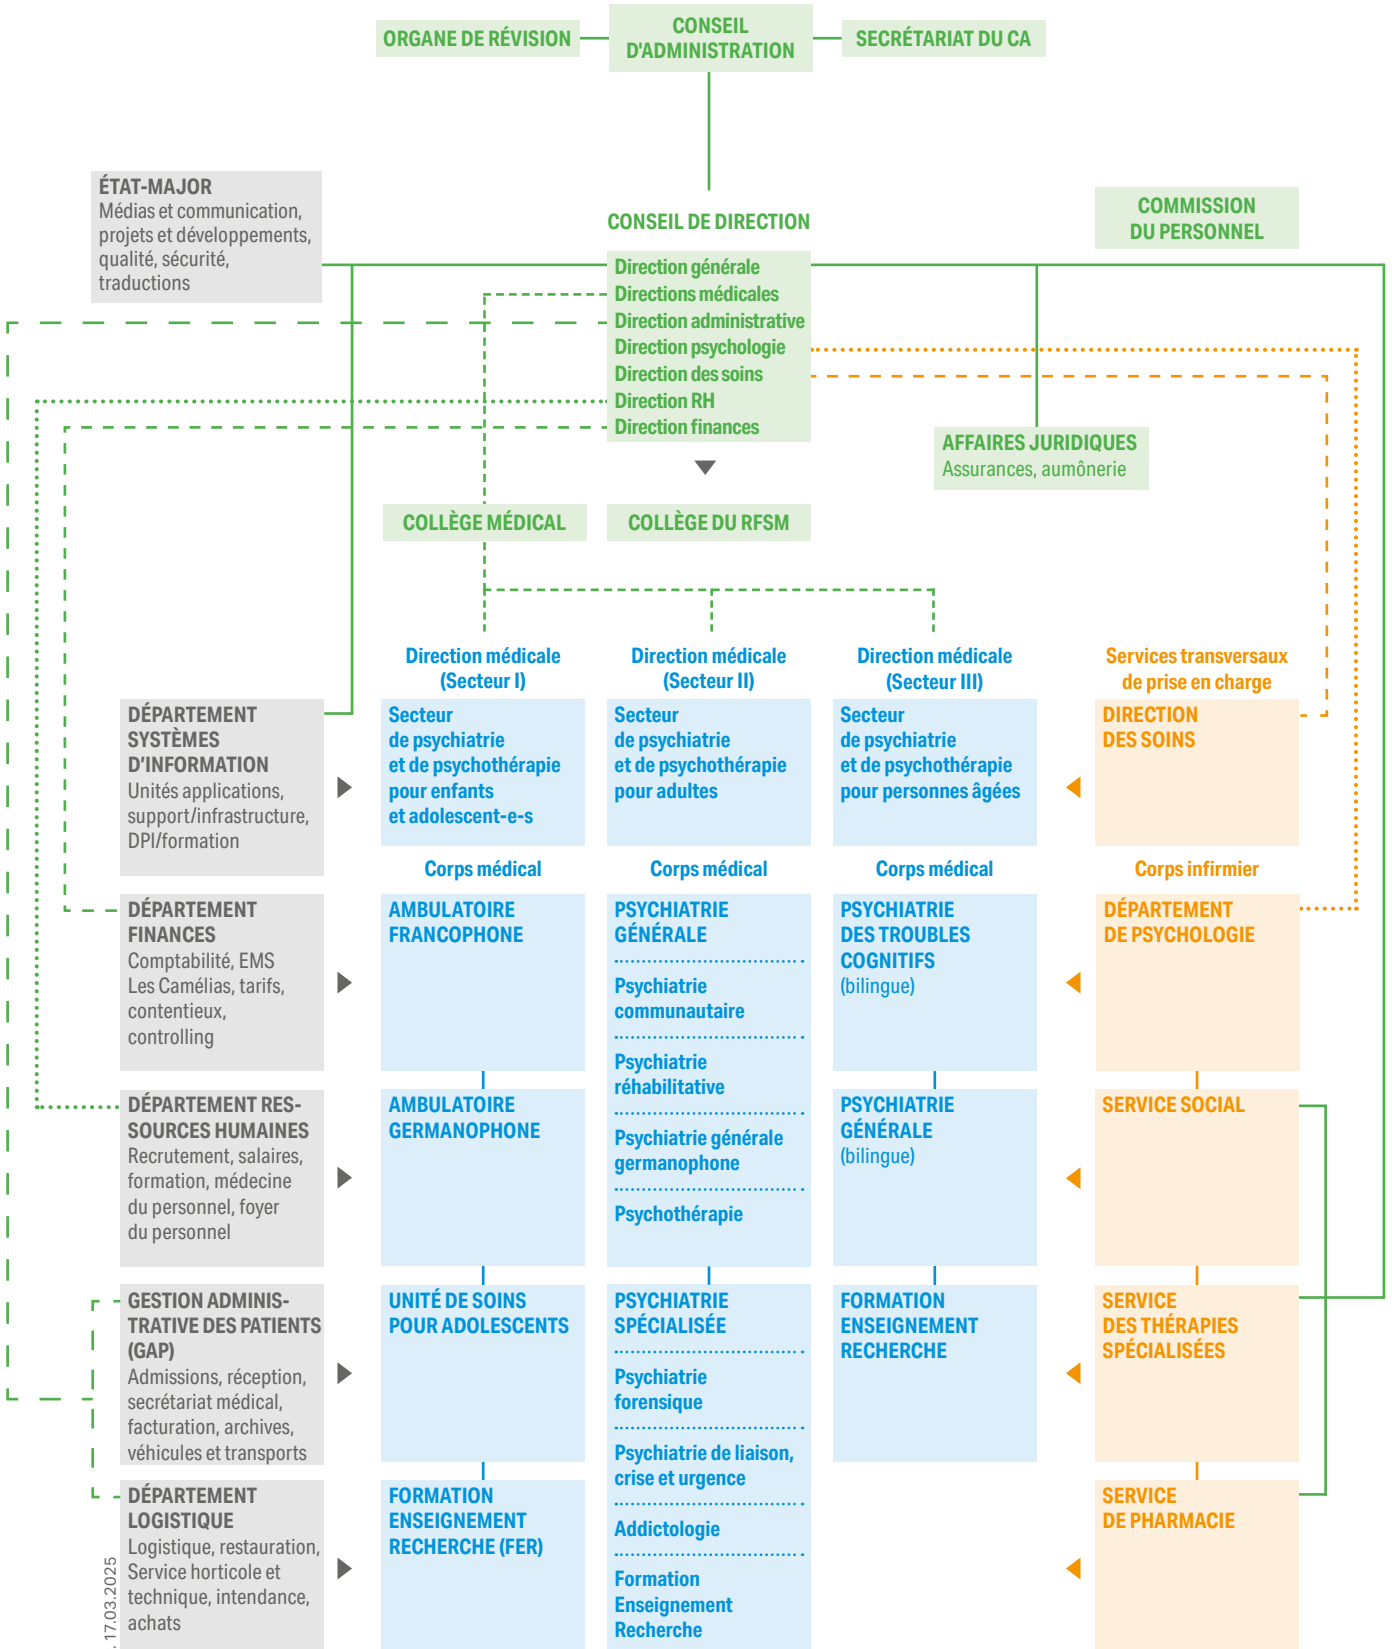 ORGANE DE RÉVISION
CONSEIL
D'ADMINISTRATION
SECRÉTARIAT DU CA
ÉTAT-MAJOR
Médias et communication,
projets et développements,
qualité, sécurité,
traductions
CONSEIL DE DIRECTION
COMMISSION
DU PERSONNEL
Direction générale
Directions médicales
Direction administrative
Direction psychologie
Direction des soins
Direction RH
Direction finances
AFFAIRES JURIDIQUES
Assurances, aumônerie
COLLÈGE MÉDICAL
COLLÈGE DU RFSM
Direction médicale
(Secteur I)
Direction médicale
(Secteur II)
Direction médicale
(Secteur III)
Services transversaux
de prise en charge
DÉPARTEMENT
SYSTÈMES
D'INFORMATION
Unités applications,
support/infrastructure,
DPI/formation
Secteur
de psychiatrie
et de psychothérapie
pour enfants
et adolescent-e-s
Secteur
de psychiatrie
et de psychothérapie
pour adultes
Secteur
de psychiatrie
et de psychothérapie
pour personnes âgées
DIRECTION
DES SOINS
Corps médical
Corps médical
Corps médical
Corps infirmier
DÉPARTEMENT
FINANCES
Comptabilité, EMS
Les Camélias, tarifs,
contentieux,
controlling
AMBULATOIRE
FRANCOPHONE
PSYCHIATRIE
GÉNÉRALE
Psychiatrie
communautaire
Psychiatrie
réhabilitative
Psychiatrie générale
germanophone
Psychothérapie
PSYCHIATRIE
DES TROUBLES
COGNITIFS
(bilingue)
DÉPARTEMENT
DE PSYCHOLOGIE
DÉPARTEMENT RES-
SOURCES HUMAINES
Recrutement, salaires,
formation, médecine
du personnel, foyer
du personnel
AMBULATOIRE
GERMANOPHONE
PSYCHIATRIE
GÉNÉRALE
(bilingue)
SERVICE SOCIAL
GESTION ADMINIS-
TRATIVE DES PATIENTS
(GAP)
Admissions, réception,
secrétariat médical,
facturation, archives,
véhicules et transports
UNITÉ DE SOINS
POUR ADOLESCENTS
PSYCHIATRIE
SPÉCIALISÉE
Psychiatrie
forensique
Psychiatrie de liaison,
crise et urgence
Addictologie
Formation
Enseignement
Recherche
FORMATION
ENSEIGNEMENT
RECHERCHE
SERVICE
DES THÉRAPIES
SPÉCIALISÉES
DÉPARTEMENT
LOGISTIQUE
Logistique, restauration,
Service horticole et
technique, intendance,
achats
FORMATION
ENSEIGNEMENT
RECHERCHE (FER)
SERVICE
DE PHARMACIE
. 17.03.2025